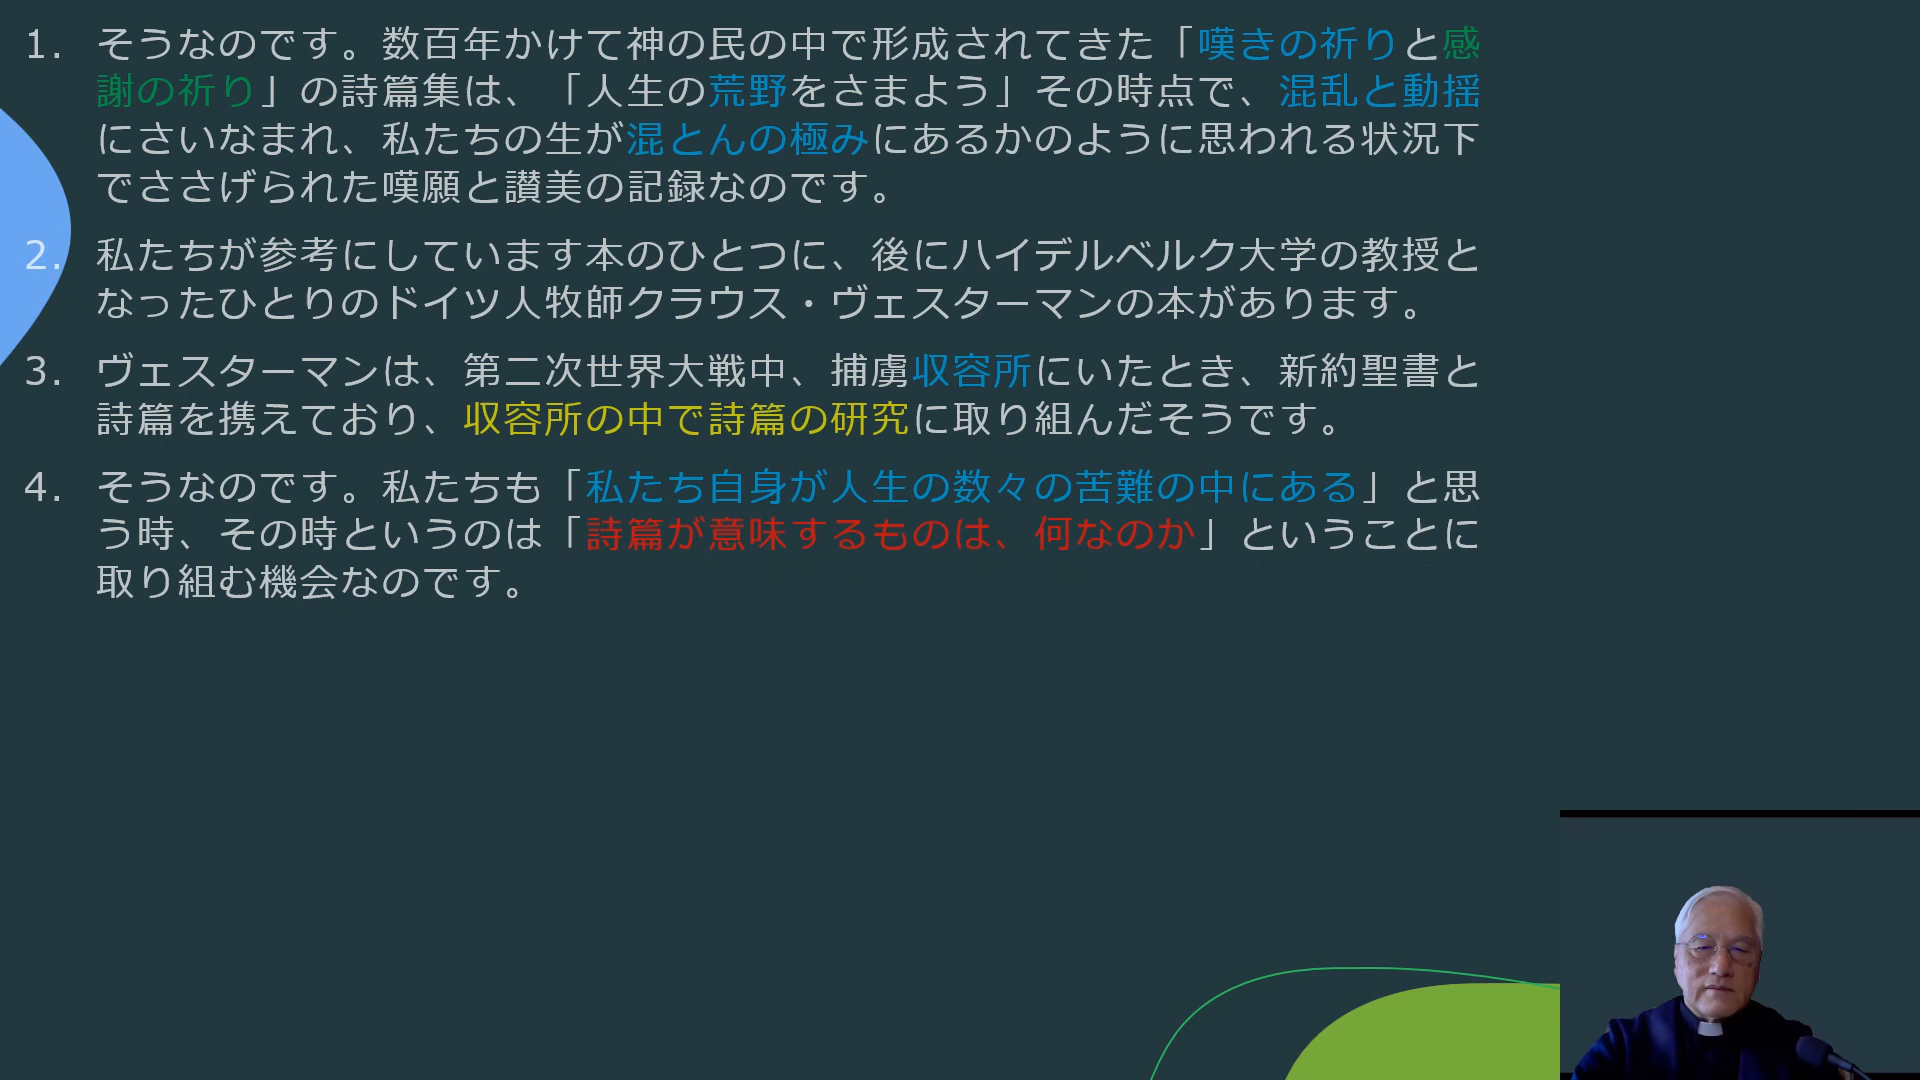 1. そうなのです。数百年かけて神の民の中で形成されてきた「嘆きの祈りと感
謝の祈り」の詩篇集は、「人生の荒野をさまよう」その時点で、混乱と動揺
にさいなまれ、私たちの生が混とんの極みにあるかのように思われる状況下
でささげられた嘆願と讃美の記録なのです。
2. 私たちが参考にしています本のひとつに、後にハイデルベルク大学の教授と
なったひとりのドイツ人牧師クラウス・ヴェスターマンの本があります。
3. ヴェスターマンは、第二次世界大戦中、捕虜収容所にいたとき、新約聖書と
詩篇を携えており、収容所の中で詩篇の研究に取り組んだそうです。
4. そうなのです。私たちも「私たち自身が人生の数々の苦難の中にある」と思
う時、その時というのは「詩篇が意味するものは、何なのか」ということに
取り組む機会なのです。